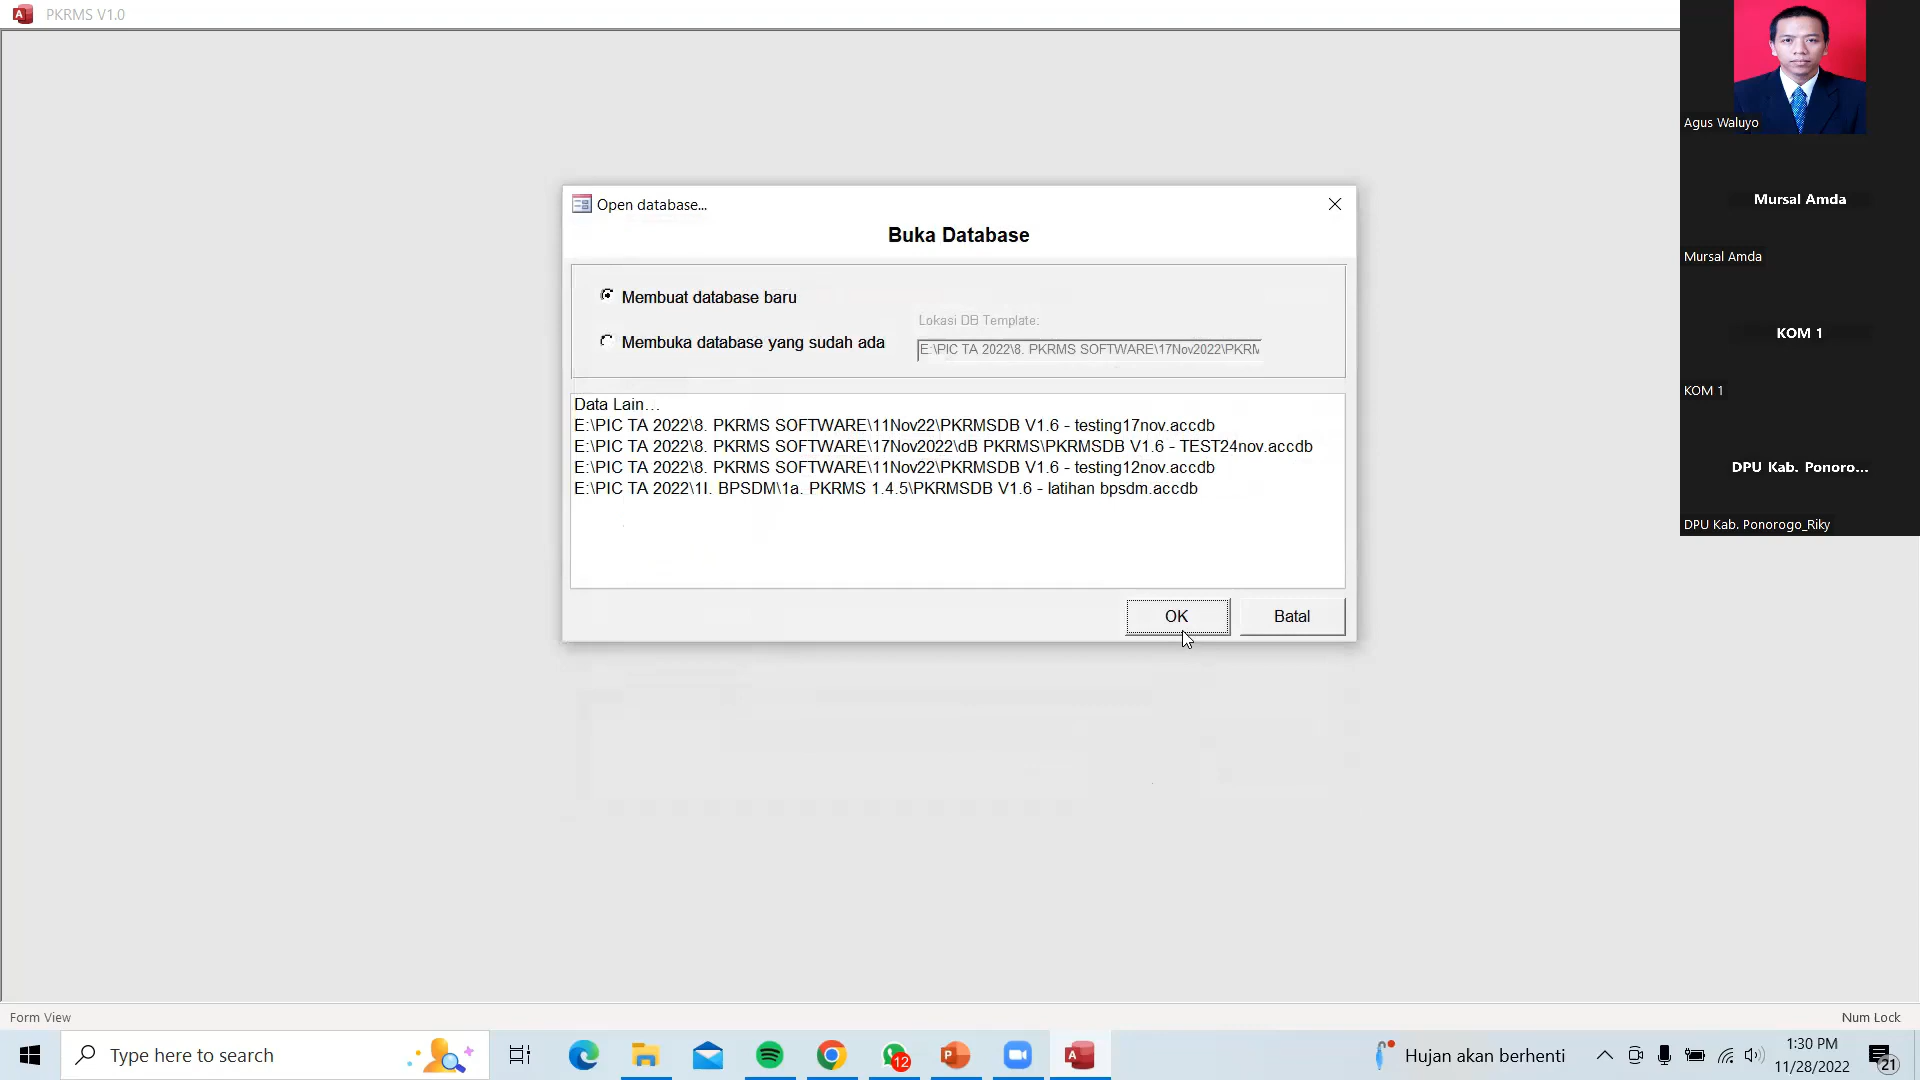 PKRMS V1.0
Agus Waluyo
Mursal Amda
Mursal Amda
KOM 1
KOM 1
DPU Kab. Ponoro...
DPU Kab. Ponorogo_Riky
Open database...
Buka Database
Membuat database baru
Membuka database yang sudah ada
Lokasi DB Template:
E:\PIC TA 2022\8. PKRMS SOFTWARE\17Nov2022\PKRM
Data Lain...
E:\PIC TA 2022\8. PKRMS SOFTWARE\11Nov22\PKRMSDB V1.6 - testing17nov.accdb
E:\PIC TA 2022\8. PKRMS SOFTWARE\17Nov2022\dB PKRMS\PKRMSDB V1.6 - TEST24nov.accdb
E:\PIC TA 2022\8. PKRMS SOFTWARE\11Nov22\PKRMSDB V1.6 - testing12nov.accdb
E:\PIC TA 2022\1I. BPSDM\1a. PKRMS 1.4.5\PKRMSDB V1.6 - latihan bpsdm.accdb
OK
Batal
Form View
Num Lock
Type here to search
12
Hujan akan berhenti
1:30 PM
11/28/2022
21